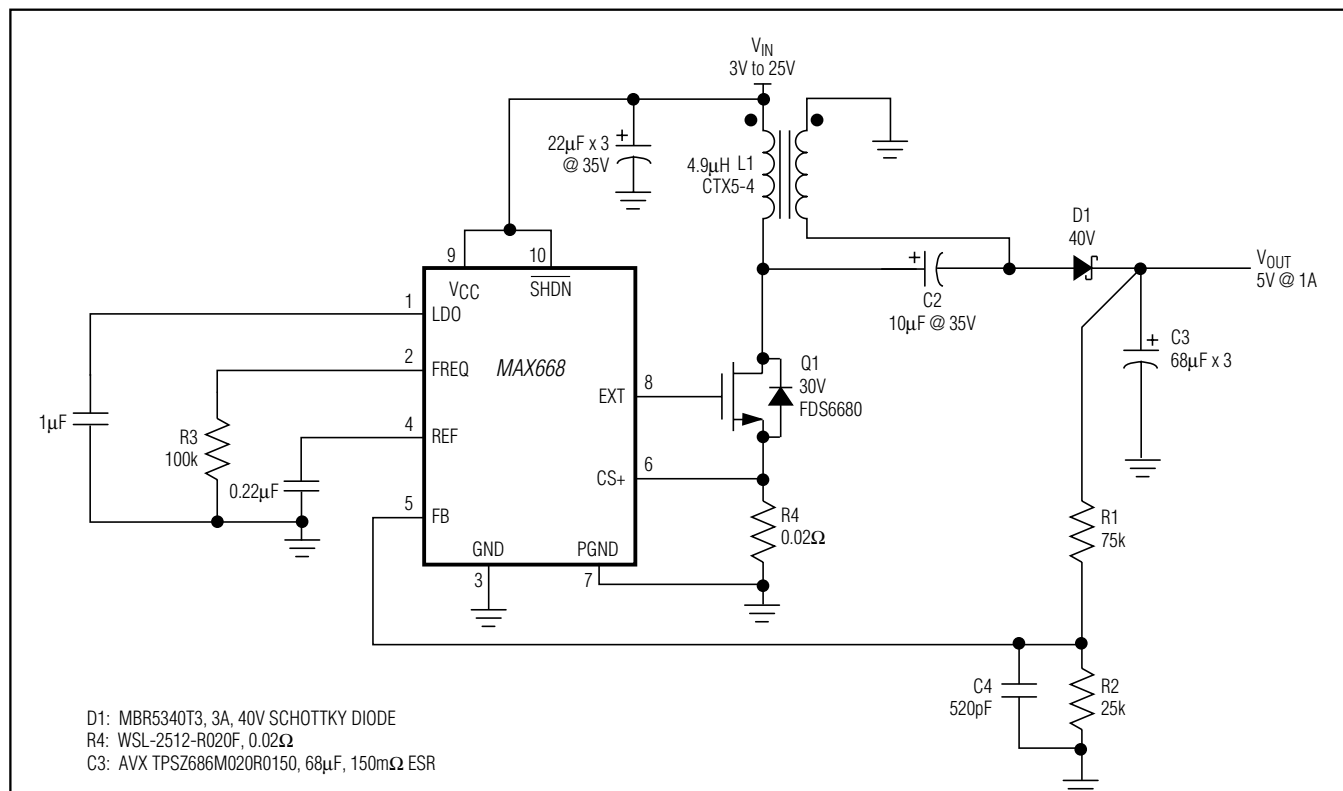 VIN
3V to 25V
22µF x 3
@ 35V
+
4.9µH L1
CTX5-4
D1
40V
VOUT
5V @ 1A
+
C2
10µF @ 35V
+
C3
68µF x 3
9
10
VCC
SHDN
1
LDO
2
FREQ
MAX668
EXT
8
Q1
30V
FDS6680
1µF
R3
100k
4
REF
0.22µF
CS+
6
5
FB
R4
0.02Ω
R1
75k
GND
PGND
3
7
C4
520pF
R2
25k
D1: MBR5340T3, 3A, 40V SCHOTTKY DIODE
R4: WSL-2512-R020F, 0.02Ω
C3: AVX TPSZ686M020R0150, 68µF, 150mΩ ESR